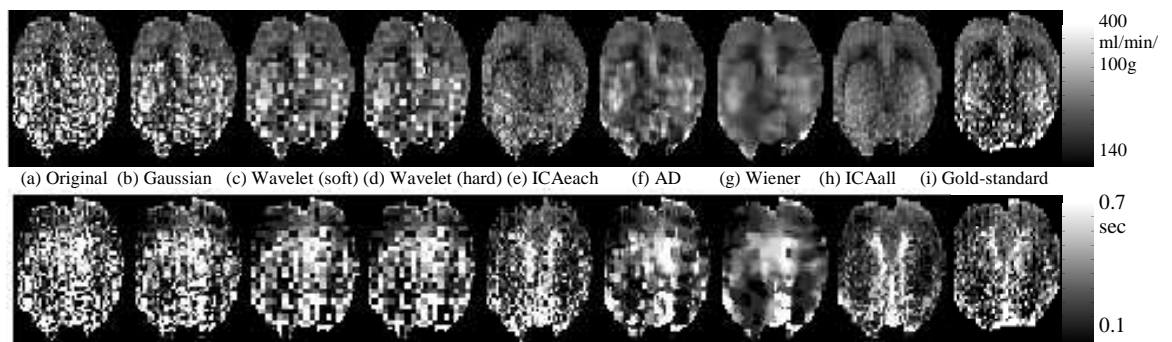 400
ml/min/
100g
140
(a) Original (b) Gaussian (c) Wavelet (soft) (d) Wavelet (hard) (e) ICAeach (f) AD (g) Wiener (h) ICAall (i) Gold-standard
0.7
sec
0.1